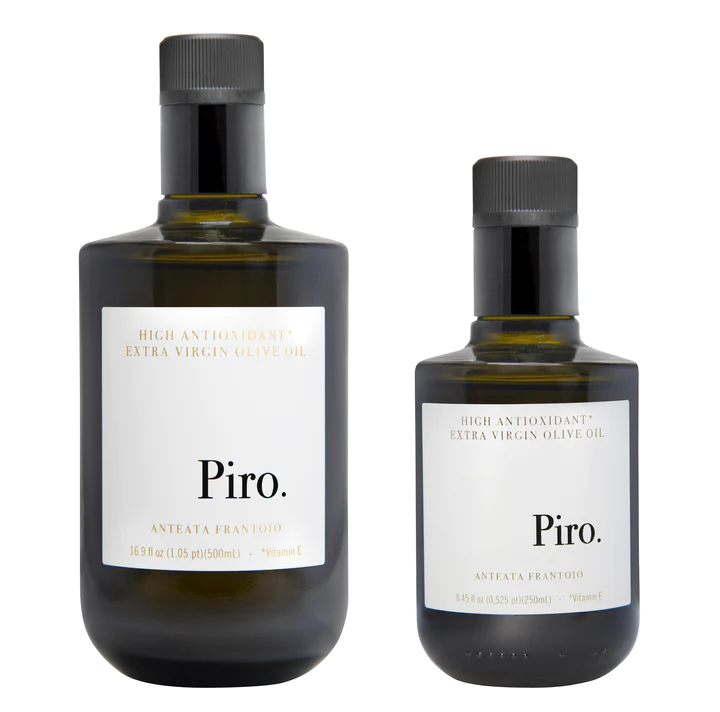 HIGH ANTIOXIDANT*
EXTRA VIRGIN OLIVE OIL
Piro.
ANTEATA FRANTOIO
16.9 fl oz (1.05 pt)(500mL) - *Vitamin E
HIGH ANTIOXIDANT*
EXTRA VIRGIN OLIVE OIL
Piro.
ANTEATA FRANTOIO
8.45 fl oz (0,525 pt)(250mL) - *Vitamin E